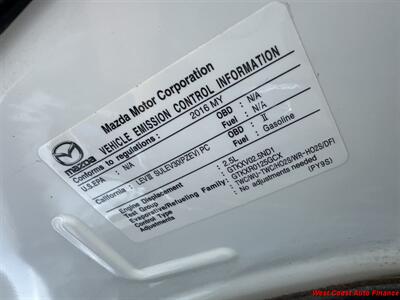 Mazda Motor Corporation
VEHICLE EMISSION CONTROL INFORMATION
mazda
Conforms to regulations: 2016 MY
U.S.EPA : N/A OBD : N/A
Fuel : N/A
California : LEVIII SULEV30(PZEV) PC OBD : II
Fuel : Gasoline
Engine Displacement : 2.5L
Test Group : GTKXV02.5ND1
Evaporative/Refueling Family: GTKXR0125GCX
Control Type : TWC/WU-TWC/HO2S/WR-HO2S/DFI
Adjustments : No adjustments needed
(PY9S)
West Coast Auto Finance